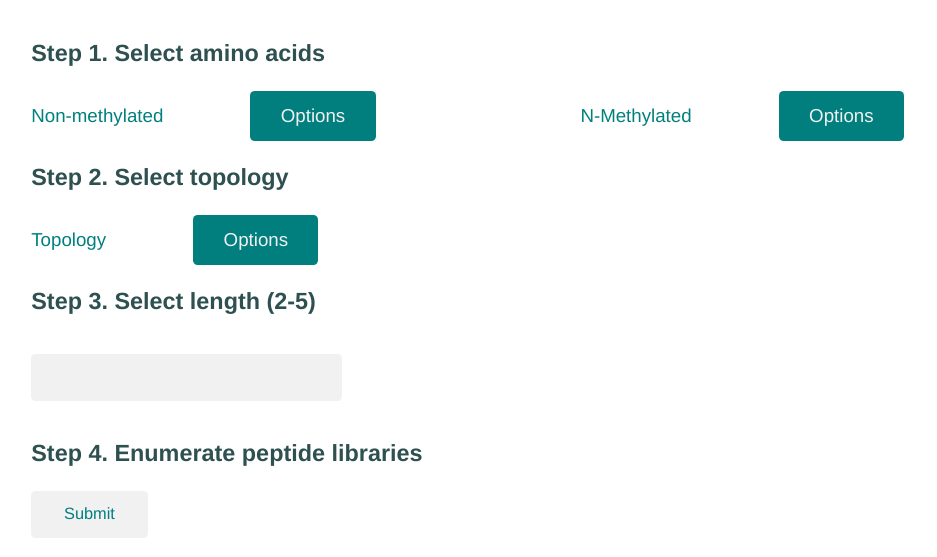 Step 1. Select amino acids
Non-methylated Options N-Methylated Options
Step 2. Select topology
Topology Options
Step 3. Select length (2-5)
Step 4. Enumerate peptide libraries
Submit